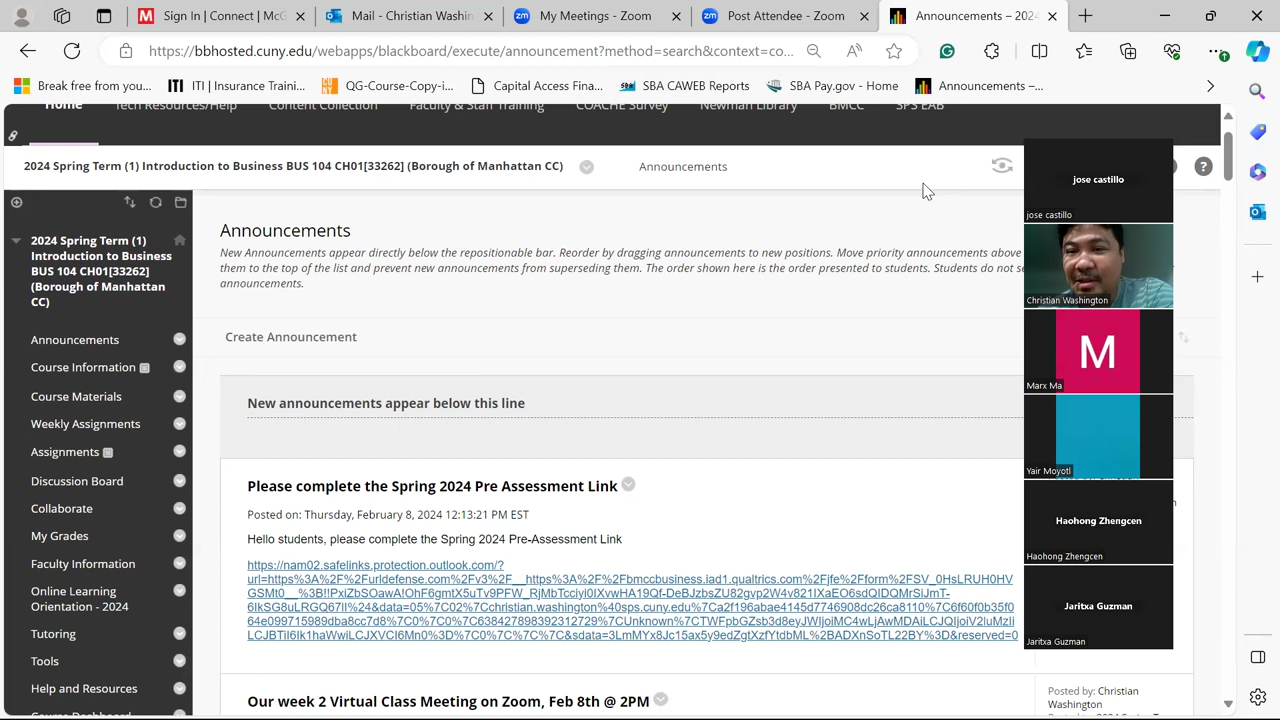 Sign in | Connect | McG
Mail - Christian Washing
My Meetings - Zoom
Post Attendee - Zoom
Announcements – 202
https://bbhosted.cuny.edu/webapps/blackboard/execute/announcement?method=search&context=co...
Break free from you...
ITI | Insurance Traini...
QG-Course-Copy-i...
Capital Access Fina...
SBA CAWEB Reports
SBA Pay.gov - Home
Announcements –...
Home
Tech Resources/Help
Content Collection
Faculty & Staff Training
COACHE Survey
Newman Library
BMCC
SPS EAB
2024 Spring Term (1) Introduction to Business BUS 104 CH01[33262] (Borough of Manhattan CC)
Announcements
2024 Spring Term (1)
Introduction to Business
BUS 104 CH01[33262]
(Borough of Manhattan
CC)
Announcements
Course Information
Course Materials
Weekly Assignments
Assignments
Discussion Board
Collaborate
My Grades
Faculty Information
Online Learning
Orientation - 2024
Tutoring
Tools
Help and Resources
Course Dashboard
Announcements
New Announcements appear directly below the repositionable bar. Reorder by dragging announcements to new positions. Move priority announcements above
them to the top of the list and prevent new announcements from superseding them. The order shown here is the order presented to students. Students do not se
announcements.
Create Announcement
New announcements appear below this line
Please complete the Spring 2024 Pre Assessment Link
Posted on: Thursday, February 8, 2024 12:13:21 PM EST
Hello students, please complete the Spring 2024 Pre-Assessment Link
https://nam02.safelinks.protection.outlook.com/?
Our week 2 Virtual Class Meeting on Zoom, Feb 8th @ 2PM
Posted by: Christian
Washington
jose castillo
jose castillo
Christian Washington
M
Marx Ma
Yair Moyotl
Haohong Zhengcen
Haohong Zhengcen
Jaritxa Guzman
Jaritxa Guzman